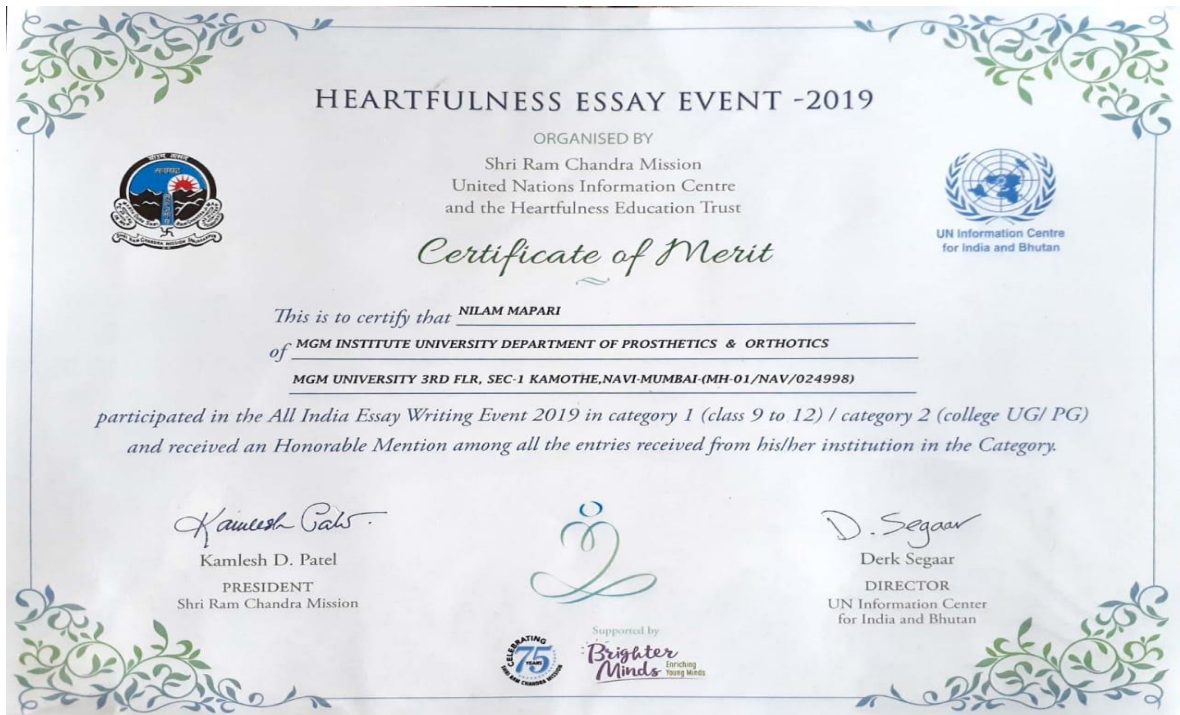 HEARTFULNESS ESSAY EVENT -2019
ORGANISED BY
Shri Ram Chandra Mission
United Nations Information Centre
and the Heartfulness Education Trust
UN Information Centre
for India and Bhutan
Certificate of Merit
This is to certify that NILAM MAPARI
of MGM INSTITUTE UNIVERSITY DEPARTMENT OF PROSTHETICS & ORTHOTICS
MGM UNIVERSITY 3RD FLR, SEC-1 KAMOTHE,NAVI-MUMBAI-(MH-01/NAV/024998)
participated in the All India Essay Writing Event 2019 in category 1 (class 9 to 12) / category 2 (college UG/ PG)
and received an Honorable Mention among all the entries received from his/her institution in the Category.
D. Segaar
Kamlesh D. Patel
PRESIDENT
Shri Ram Chandra Mission
Derk Segaar
DIRECTOR
UN Information Center
for India and Bhutan
CELEBRATING
75
YEARS
SHRI RAM CHANDRA MISSION
Supported by
Brighter
Minds
Enriching
Young Minds